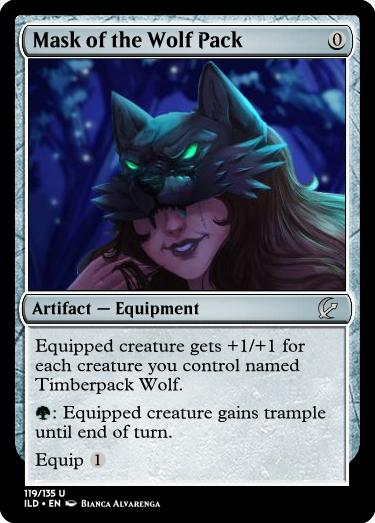 Mask of the Wolf Pack 0
Artifact — Equipment
Equipped creature gets +1/+1 for
each creature you control named
Timberpack Wolf.
: Equipped creature gains trample
until end of turn.
Equip 1
119/135 U
ILD • EN Bianca Alvarenga